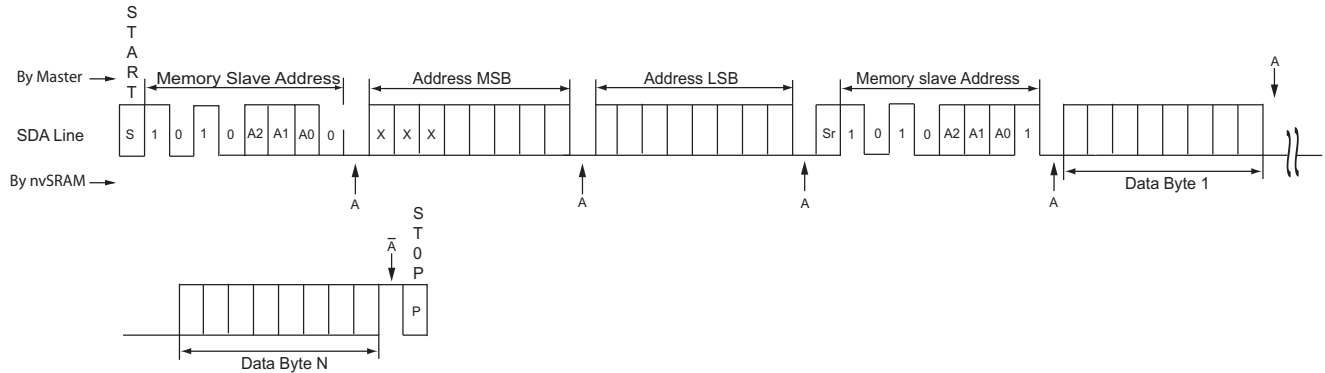 START
By Master
Memory Slave Address
Address MSB
Address LSB
Memory slave Address
A
SDA Line
S 1 0 1 0 A2 A1 A0 0 X X X Sr 1 0 1 0 A2 A1 A0 1
By nvSRAM
A A A A
Data Byte 1
A̅
ST0P
P
Data Byte N